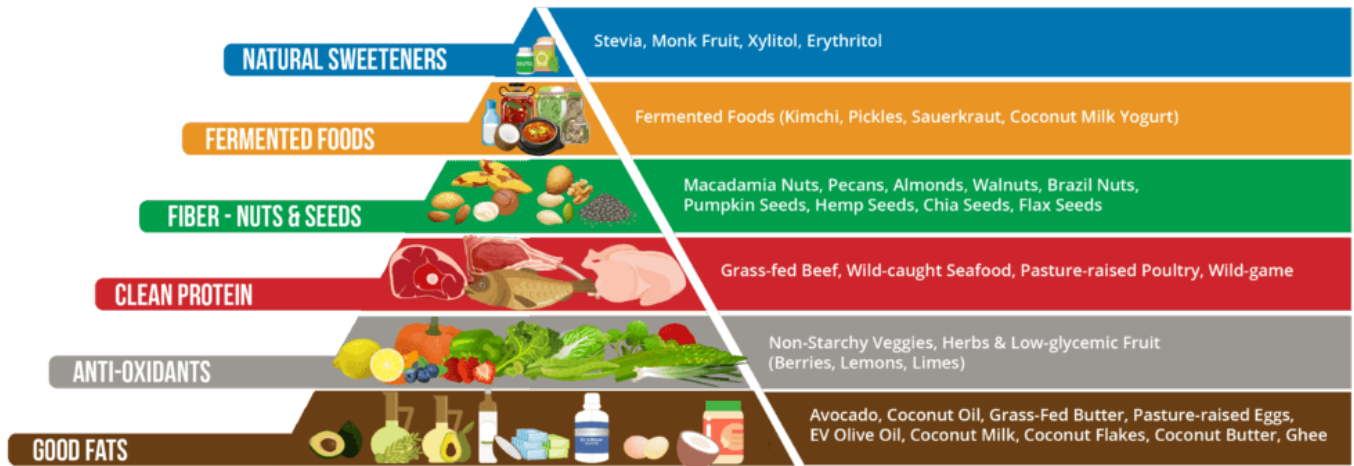 NATURAL SWEETENERS
Stevia, Monk Fruit, Xylitol, Erythritol
FERMENTED FOODS
Fermented Foods (Kimchi, Pickles, Sauerkraut, Coconut Milk Yogurt)
FIBER - NUTS & SEEDS
Macadamia Nuts, Pecans, Almonds, Walnuts, Brazil Nuts,
Pumpkin Seeds, Hemp Seeds, Chia Seeds, Flax Seeds
CLEAN PROTEIN
Grass-fed Beef, Wild-caught Seafood, Pasture-raised Poultry, Wild-game
ANTI-OXIDANTS
Non-Starchy Veggies, Herbs & Low-glycemic Fruit
(Berries, Lemons, Limes)
GOOD FATS
Avocado, Coconut Oil, Grass-Fed Butter, Pasture-raised Eggs,
EV Olive Oil, Coconut Milk, Coconut Flakes, Coconut Butter, Ghee